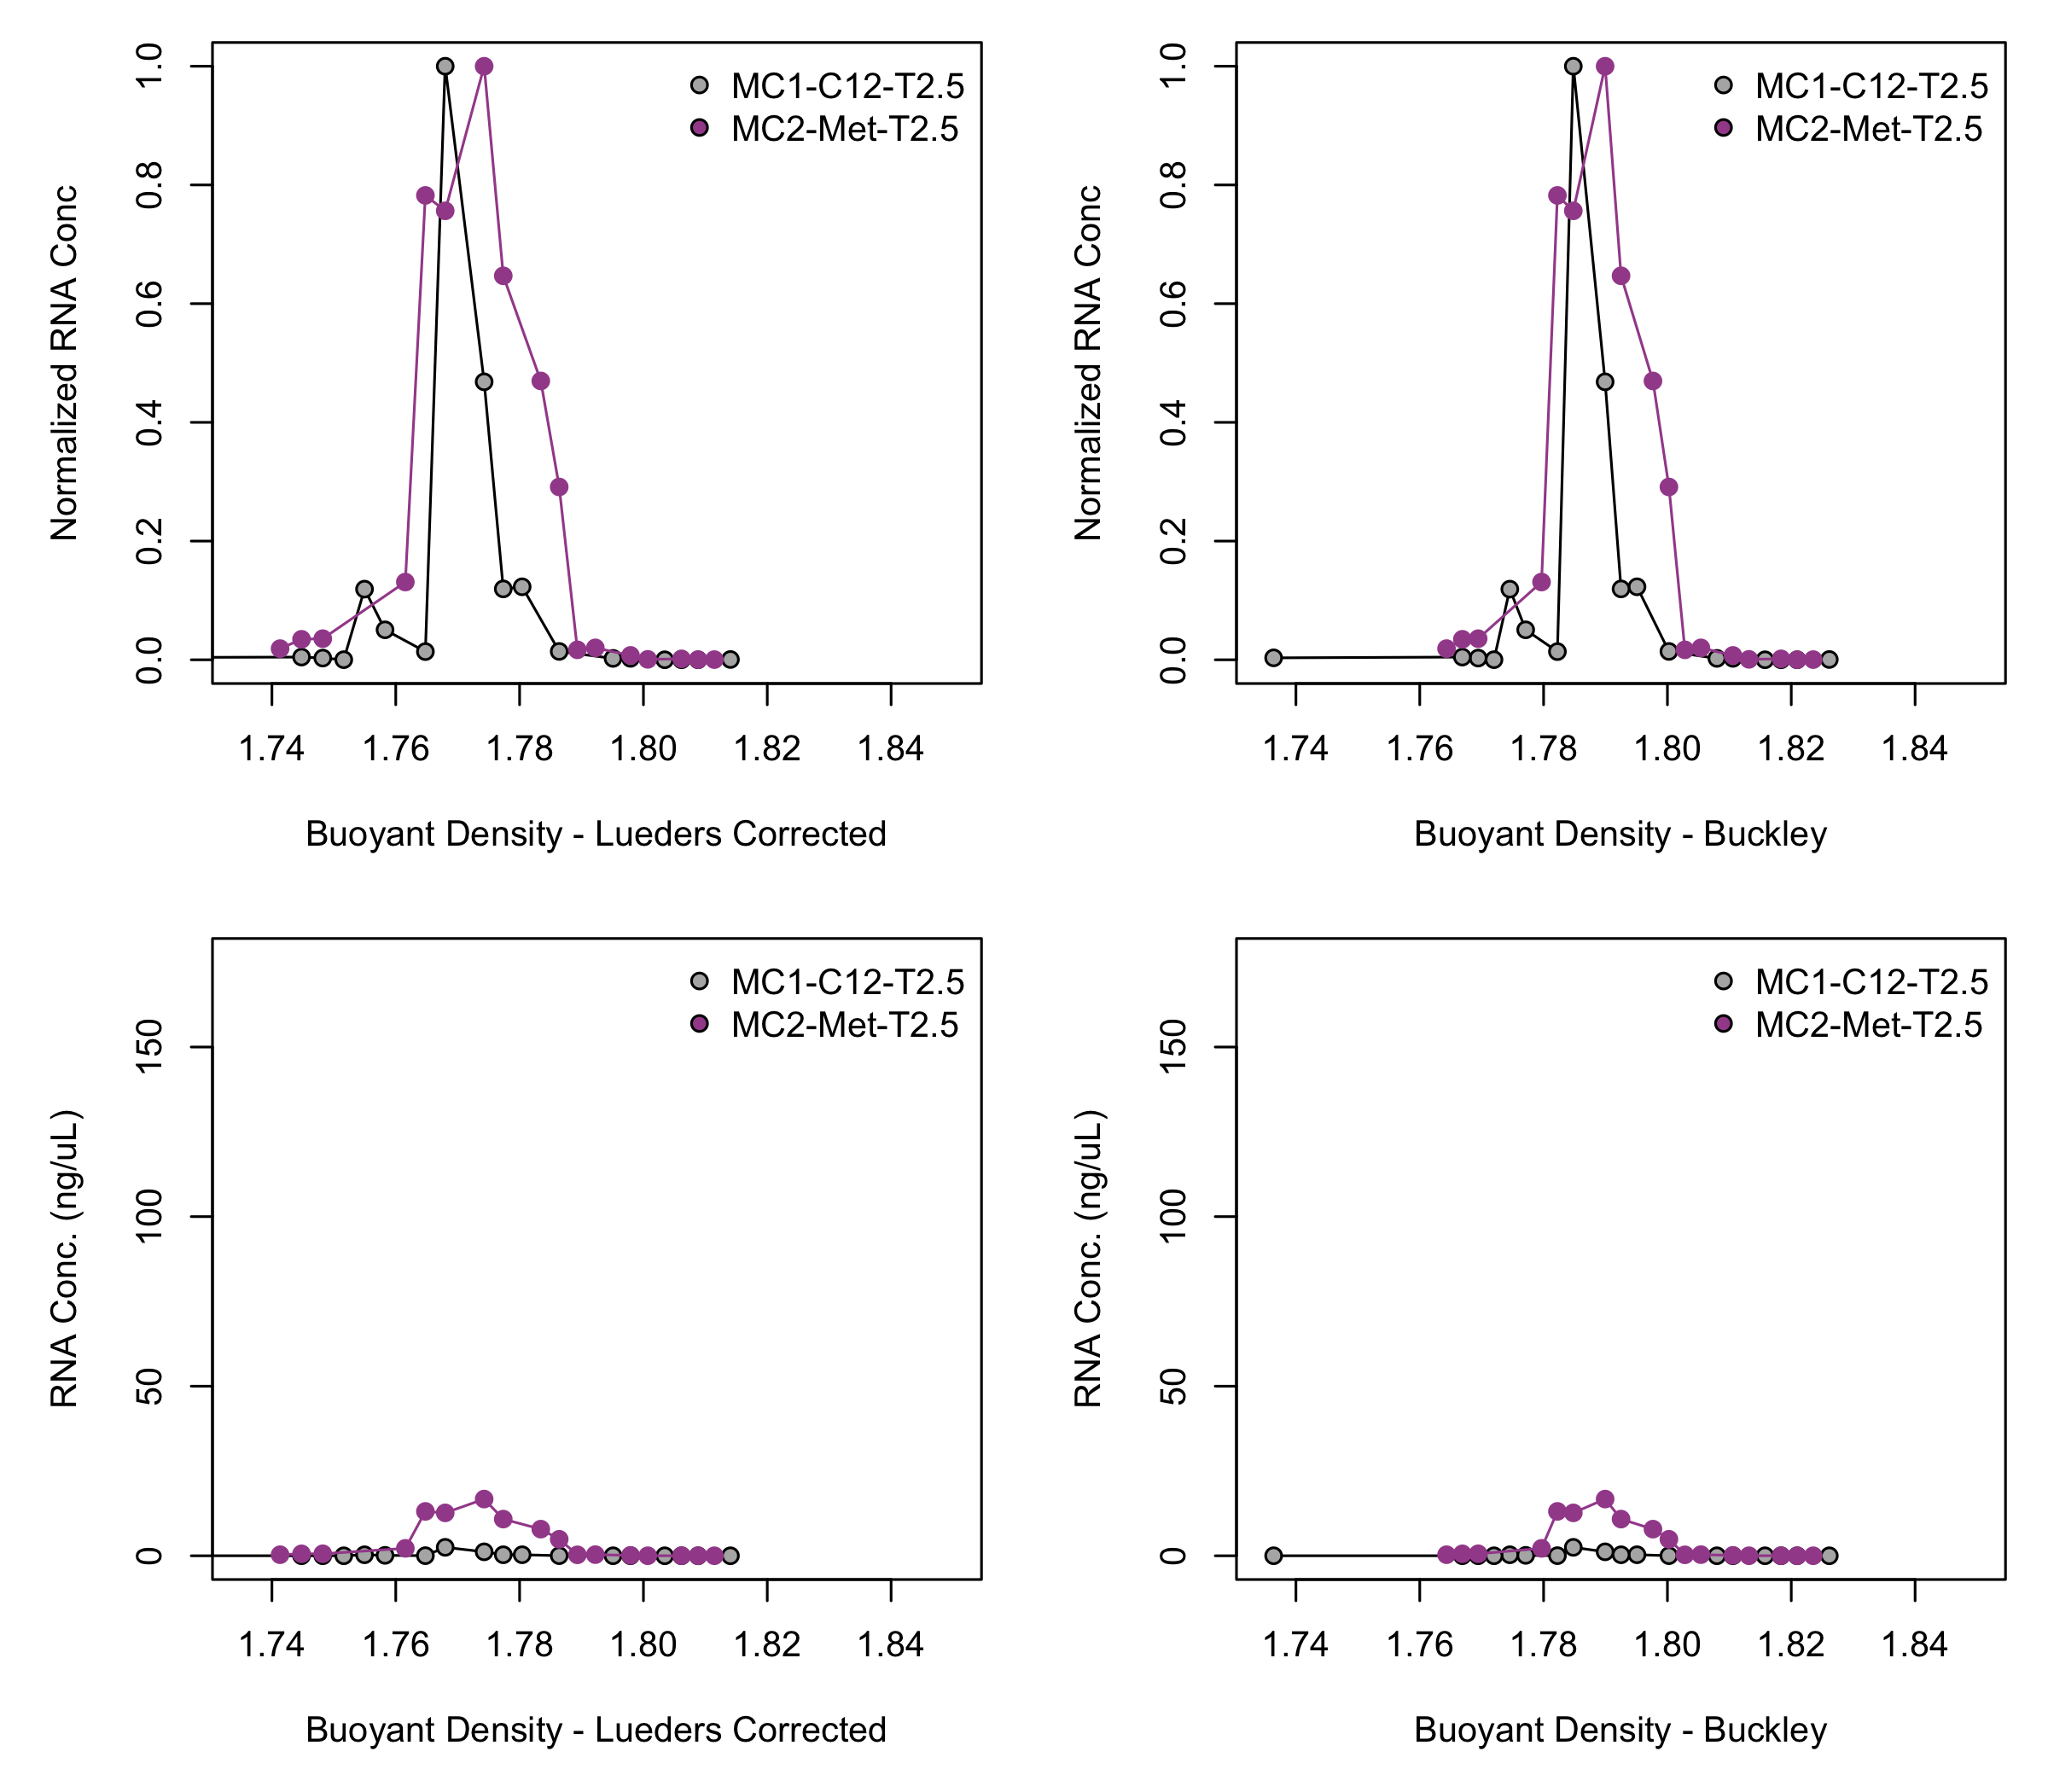 Normalized RNA Conc
0.0 0.2 0.4 0.6 0.8 1.0
MC1-C12-T2.5
MC2-Met-T2.5
1.74 1.76 1.78 1.80 1.82 1.84
Buoyant Density - Lueders Corrected
Normalized RNA Conc
0.0 0.2 0.4 0.6 0.8 1.0
MC1-C12-T2.5
MC2-Met-T2.5
1.74 1.76 1.78 1.80 1.82 1.84
Buoyant Density - Buckley
RNA Conc. (ng/uL)
0 50 100 150
MC1-C12-T2.5
MC2-Met-T2.5
1.74 1.76 1.78 1.80 1.82 1.84
Buoyant Density - Lueders Corrected
RNA Conc. (ng/uL)
0 50 100 150
MC1-C12-T2.5
MC2-Met-T2.5
1.74 1.76 1.78 1.80 1.82 1.84
Buoyant Density - Buckley